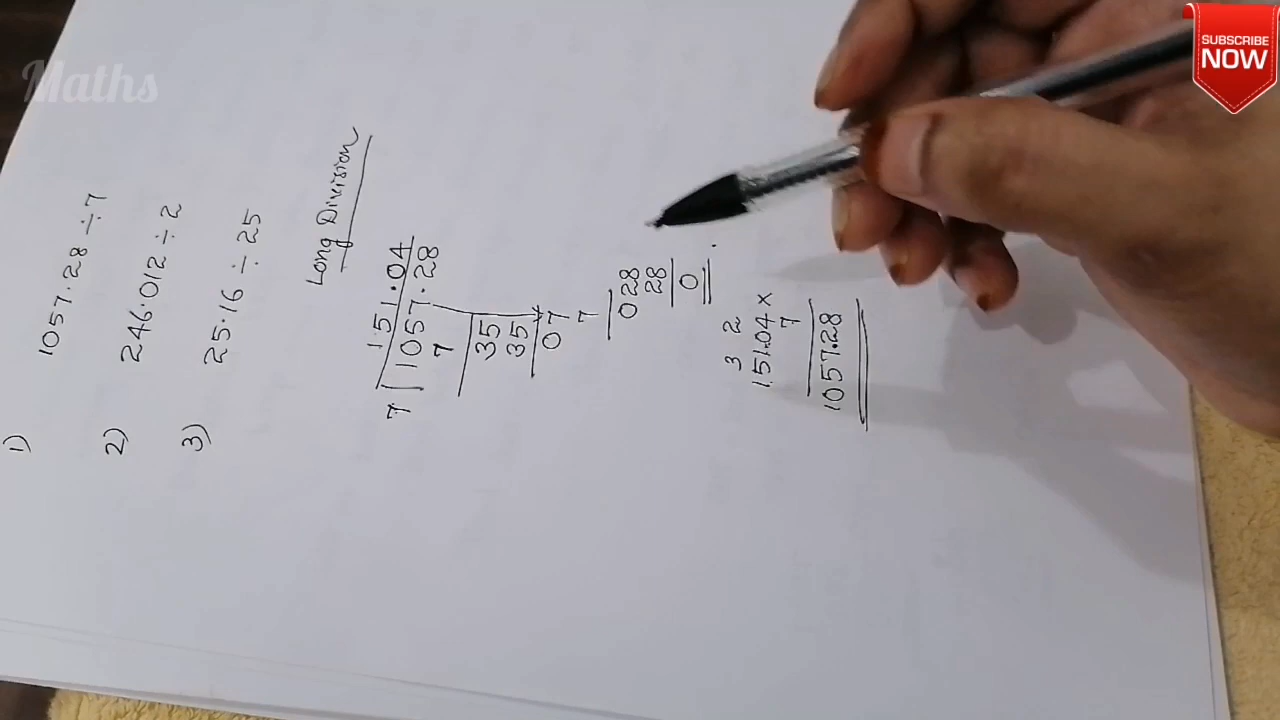 Maths
SUBSCRIBE
NOW
1) 1057.28 ÷ 7
2) 246.012 ÷ 2
3) 25.16 ÷ 25
Long Division
151.04
7 1057.28
7
35
35
07
7
028
28
0
3 2
151.04 ×
7
1057.28